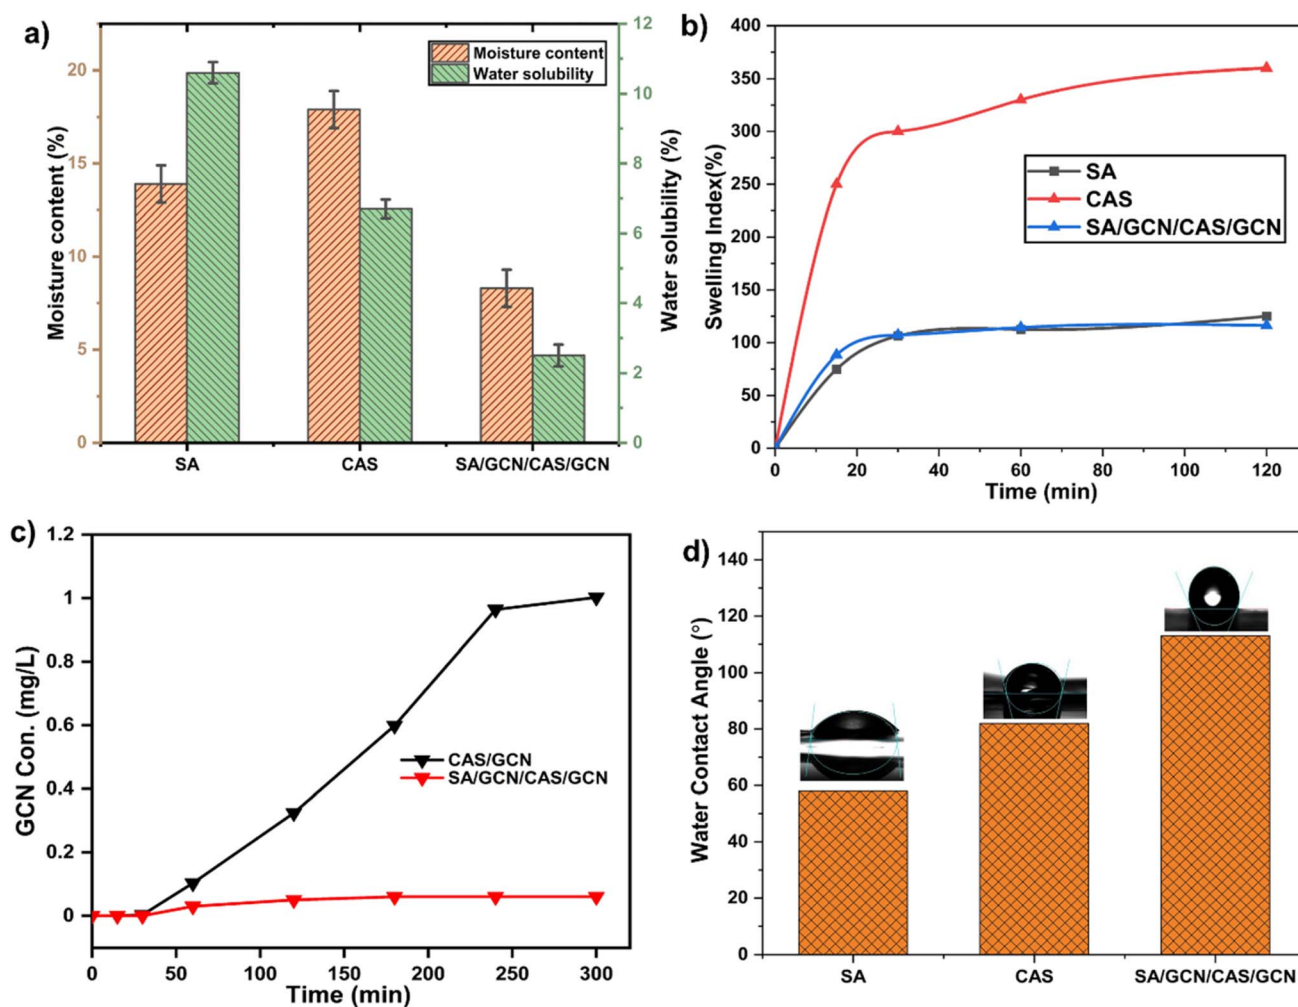 a)
Moisture content
Water solubility
Moisture content (%)
20
15
10
5
0
Water solubility (%)
12
10
8
6
4
2
0
SA
CAS
SA/GCN/CAS/GCN
b)
Swelling Index(%)
400
350
300
250
200
150
100
50
0
SA
CAS
SA/GCN/CAS/GCN
0
20
40
60
80
100
120
Time (min)
c)
GCN Con. (mg/L)
1.2
1
0.8
0.6
0.4
0.2
0
CAS/GCN
SA/GCN/CAS/GCN
0
50
100
150
200
250
300
Time (min)
d)
Water Contact Angle (°)
140
120
100
80
60
40
20
0
SA
CAS
SA/GCN/CAS/GCN